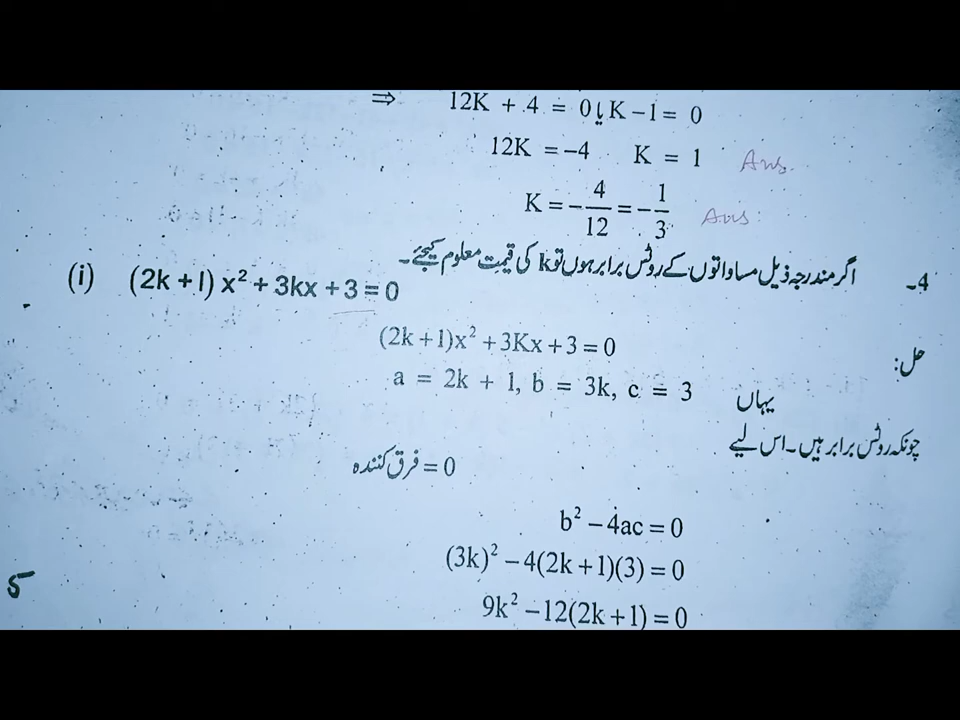 ⇒ 12K + 4 = 0 یا K − 1 = 0
12K = −4 K = 1 Ans.
K = −4/12 = −1/3 Ans.
4۔ اگر مندرجہ ذیل مساواتوں کے روٹس برابر ہوں تو k کی قیمت معلوم کیجئے۔
(i) (2k + 1) x² + 3kx + 3 = 0
حل: (2k + 1)x² + 3Kx + 3 = 0
یہاں a = 2k + 1, b = 3k, c = 3
چونکہ روٹس برابر ہیں۔ اس لیے
فرق کنندہ = 0
b² − 4ac = 0
(3k)² − 4(2k + 1)(3) = 0
5
9k² − 12(2k + 1) = 0